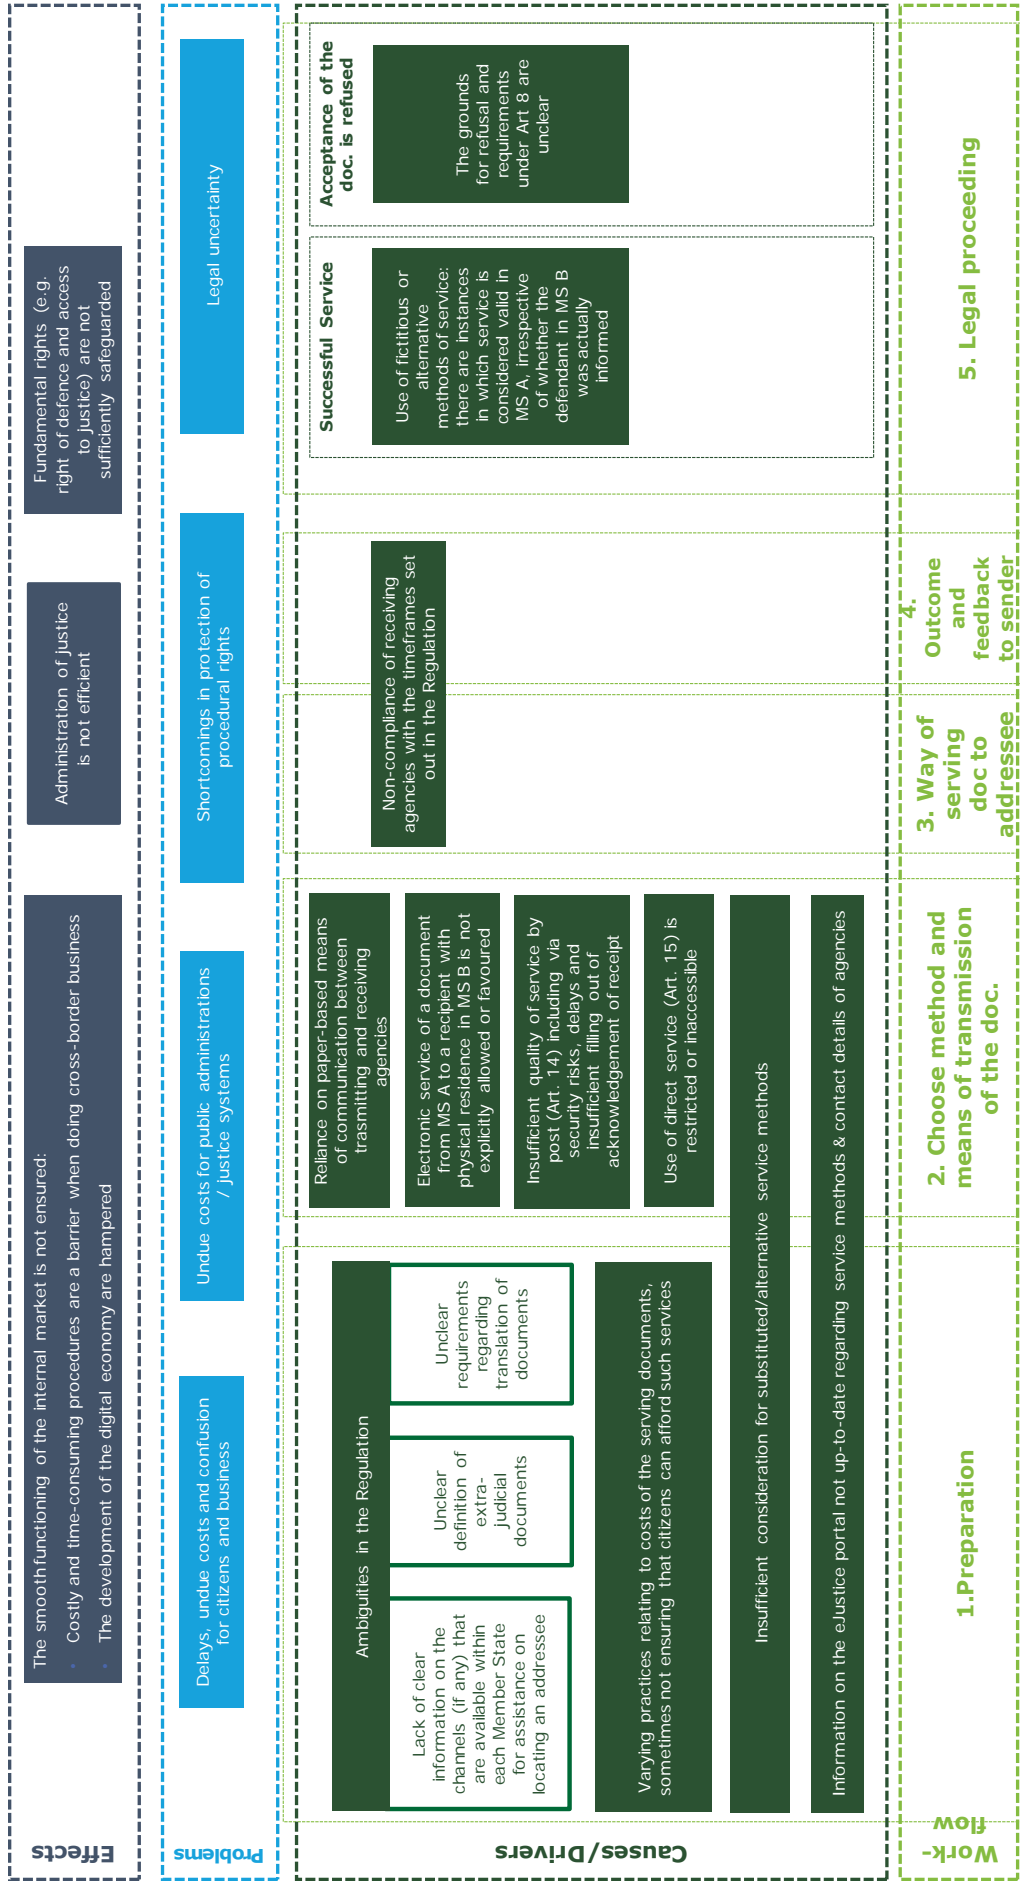 Effects
The smooth functioning of the internal market is not ensured:
• Costly and time-consuming procedures are a barrier when doing cross-border business
• The development of the digital economy are hampered
Administration of justice
is not efficient
Fundamental rights (e.g.
right of defence and access
to justice) are not
sufficiently safeguarded
Problems
Delays, undue costs and confusion
for citizens and business
Undue costs for public administrations
/ justice systems
Shortcomings in protection of
procedural rights
Legal uncertainty
Causes/Drivers
Ambiguities in the Regulation
Lack of clear
information on the
channels (if any) that
are available within
each Member State
for assistance on
locating an addressee
Unclear
definition of
extra-
judicial
documents
Unclear
requirements
regarding
translation of
documents
Varying practices relating to costs of the serving documents,
sometimes not ensuring that citizens can afford such services
Insufficient consideration for substituted/alternative service methods
Information on the eJustice portal not up-to-date regarding service methods & contact details of agencies
Reliance on paper-based means
of communication between
trasmitting and receiving
agencies
Electronic service of a document
from MS A to a recipient with
physical residence in MS B is not
explicitly allowed or favoured
Insufficient quality of service by
post (Art. 14) including via
security risks, delays and
insufficient filling out of
acknowledgement of receipt
Use of direct service (Art. 15) is
restricted or inaccessible
Non-compliance of receiving
agencies with the timeframes set
out in the Regulation
Successful Service
Use of fictitious or
alternative
methods of service:
there are instances
in which service is
considered valid in
MS A, irrespective
of whether the
defendant in MS B
was actually
informed
Acceptance of the
doc. is refused
The grounds
for refusal and
requirements
under Art 8 are
unclear
Work-
flow
1.Preparation
2. Choose method and
means of transmission
of the doc.
3. Way of
serving
doc to
addressee
4.
Outcome
and
feedback
to sender
5. Legal proceeding